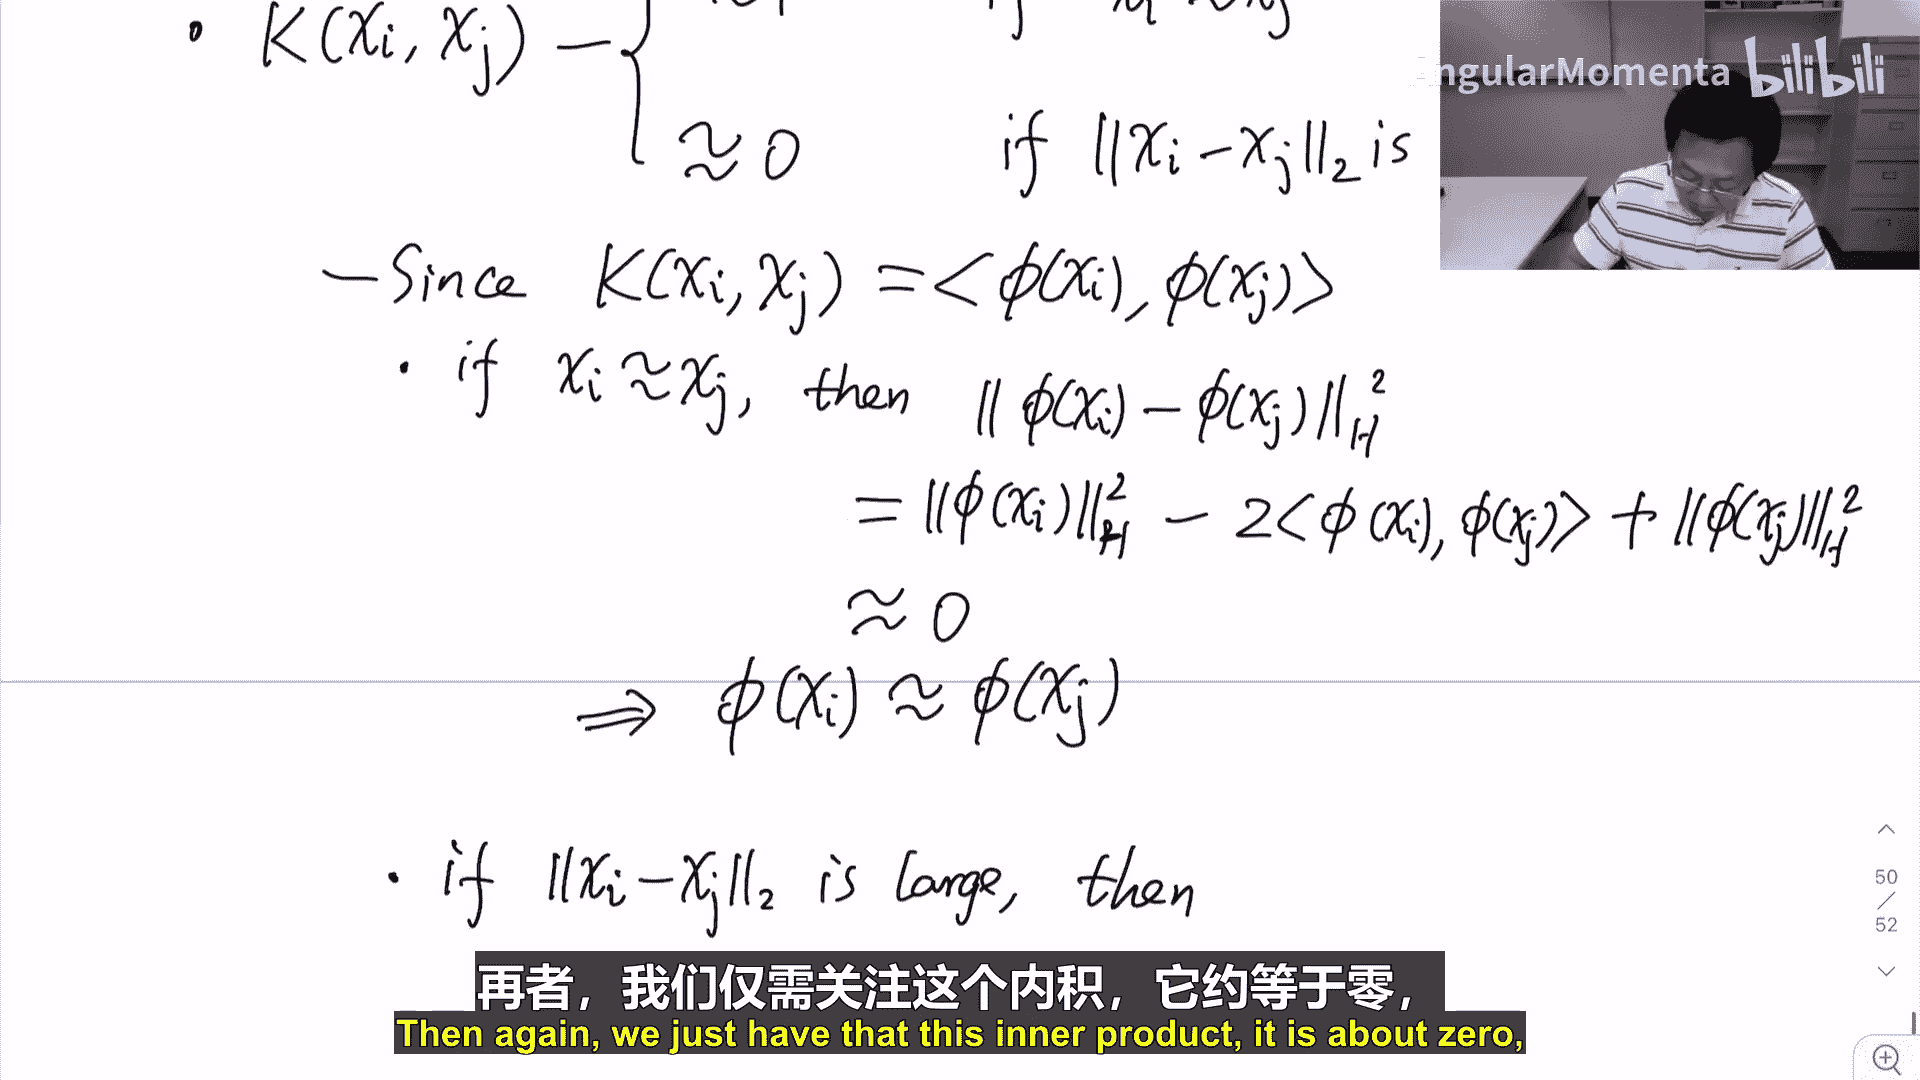 • K(xi, xj) — {
≈ 0 if ||xi - xj||₂ is
ngularMomenta bilibili
— Since K(xi, xj) = <ϕ(xi), ϕ(xj)>
• if xi ≈ xj, then || ϕ(xi) - ϕ(xj)||²_H
= ||ϕ(xi)||²_H - 2<ϕ(xi), ϕ(xj)> + ||ϕ(xj)||²_H
≈ 0
⇒ ϕ(xi) ≈ ϕ(xj)
• if ||xi - xj||₂ is large, then
再者，我们仅需关注这个内积，它约等于零，
Then again, we just have that this inner product, it is about zero,
50
/
52